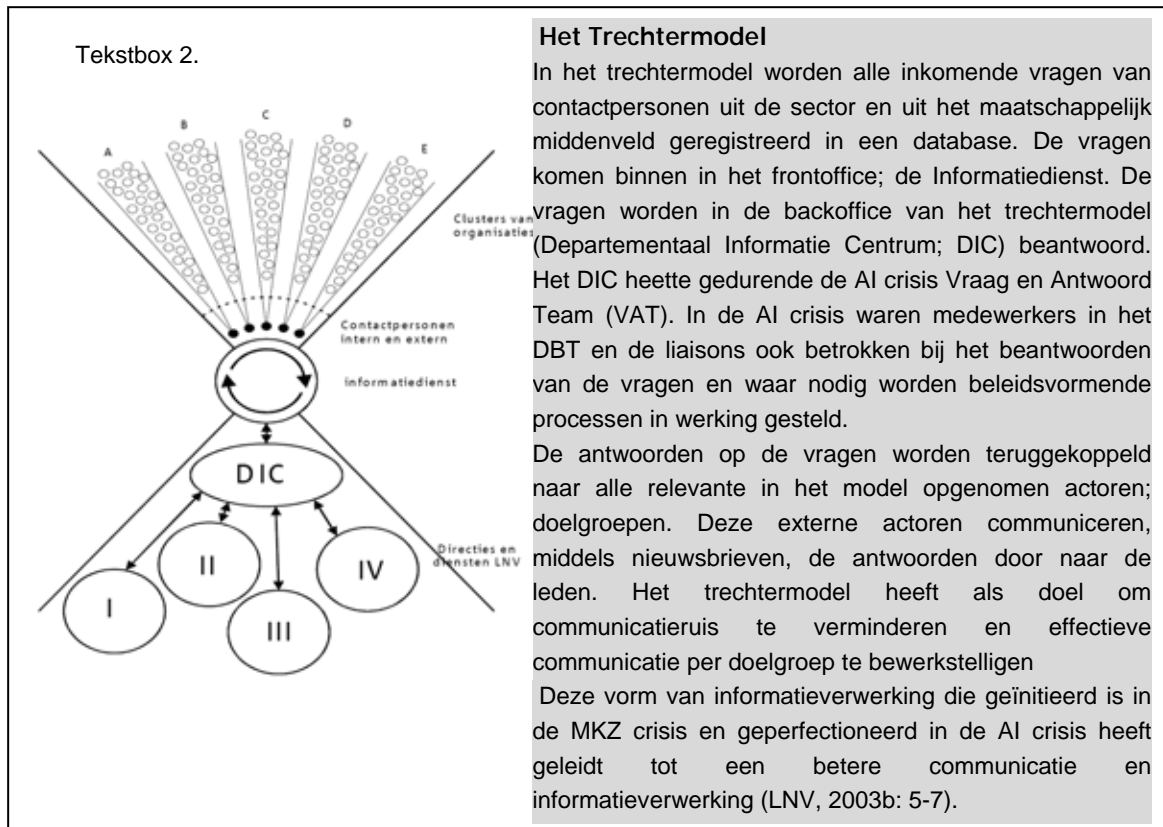 Tekstbox 2.
A
B
C
D
E
Clusters van
organisaties
Contactpersonen
intern en extern
informatiedienst
DIC
Directies en
diensten LNV
I
II
III
IV
Het Trechtermodel
In het trechtermodel worden alle inkomende vragen van
contactpersonen uit de sector en uit het maatschappelijk
middenveld geregistreerd in een database. De vragen
komen binnen in het frontoffice; de Informatiedienst. De
vragen worden in de backoffice van het trechtermodel
(Departementaal Informatie Centrum; DIC) beantwoord.
Het DIC heette gedurende de AI crisis Vraag en Antwoord
Team (VAT). In de AI crisis waren medewerkers in het
DBT en de liaisons ook betrokken bij het beantwoorden
van de vragen en waar nodig worden beleidsvormende
processen in werking gesteld.
De antwoorden op de vragen worden teruggekoppeld
naar alle relevante in het model opgenomen actoren;
doelgroepen. Deze externe actoren communiceren,
middels nieuwsbrieven, de antwoorden door naar de
leden. Het trechtermodel heeft als doel om
communicatieruis te verminderen en effectieve
communicatie per doelgroep te bewerkstelligen
Deze vorm van informatieverwerking die geïnitieerd is in
de MKZ crisis en geperfectioneerd in de AI crisis heeft
geleidt tot een betere communicatie en
informatieverwerking (LNV, 2003b: 5-7).